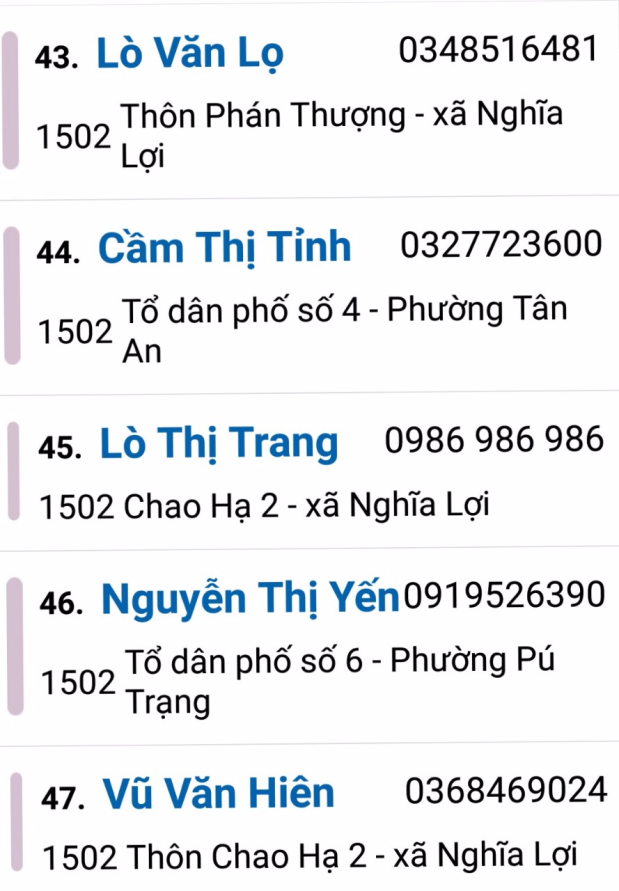 43. Lò Văn Lọ 0348516481
1502 Thôn Phán Thượng - xã Nghĩa
Lợi
44. Cầm Thị Tỉnh 0327723600
1502 Tổ dân phố số 4 - Phường Tân
An
45. Lò Thị Trang 0986 986 986
1502 Chao Hạ 2 - xã Nghĩa Lợi
46. Nguyễn Thị Yến 0919526390
1502 Tổ dân phố số 6 - Phường Pú
Trạng
47. Vũ Văn Hiên 0368469024
1502 Thôn Chao Hạ 2 - xã Nghĩa Lợi